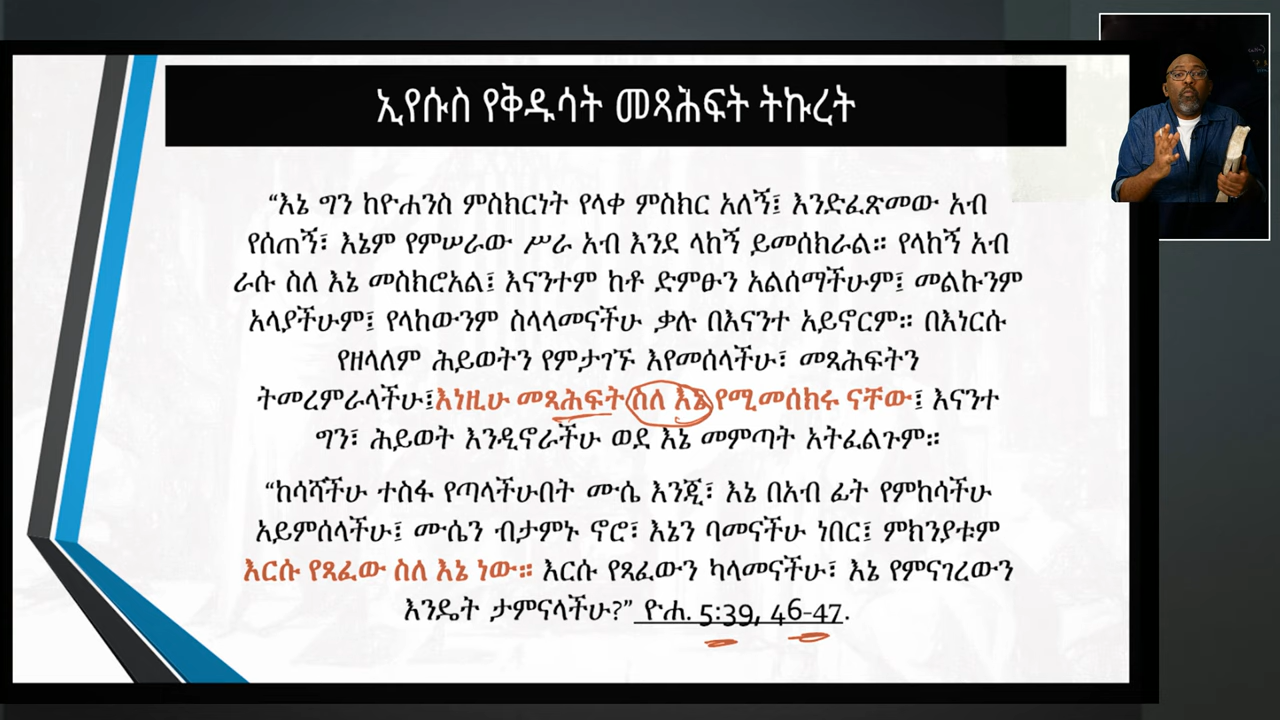 ኢየሱስ የቅዱሳት መጻሕፍት ትኩረት
“እኔ ግን ከዮሐንስ ምስክርነት የላቀ ምስክር አለኝ፤ እንድፈጽመው አብ
የሰጠኝ፣ እኔም የምሠራው ሥራ አብ እንደ ላከኝ ይመሰክራል። የላከኝ አብ
ራሱ ስለ እኔ መስክሮአል፤ እናንተም ከቶ ድምፁን አልሰማችሁም፤ መልኩንም
አላያችሁም፤ የላከውንም ስላላመናችሁ ቃሉ በእናንተ አይኖርም። በእነርሱ
የዘላለም ሕይወትን የምታገኙ እየመሰላችሁ፣ መጻሕፍትን
ትመረምራላችሁ፤እነዚሁ መጻሕፍት ስለ እኔ የሚመሰክሩ ናቸው፤ እናንተ
ግን፣ ሕይወት እንዲኖራችሁ ወደ እኔ መምጣት አትፈልጉም።
“ከሳሻችሁ ተስፋ የጣላችሁበት ሙሴ እንጂ፣ እኔ በአብ ፊት የምከሳችሁ
አይምሰላችሁ፤ ሙሴን ብታምኑ ኖሮ፣ እኔን ባመናችሁ ነበር፤ ምክንያቱም
እርሱ የጻፈው ስለ እኔ ነው። እርሱ የጻፈውን ካላመናችሁ፣ እኔ የምናገረውን
እንዴት ታምናላችሁ?” ዮሐ. 5:39, 46-47.